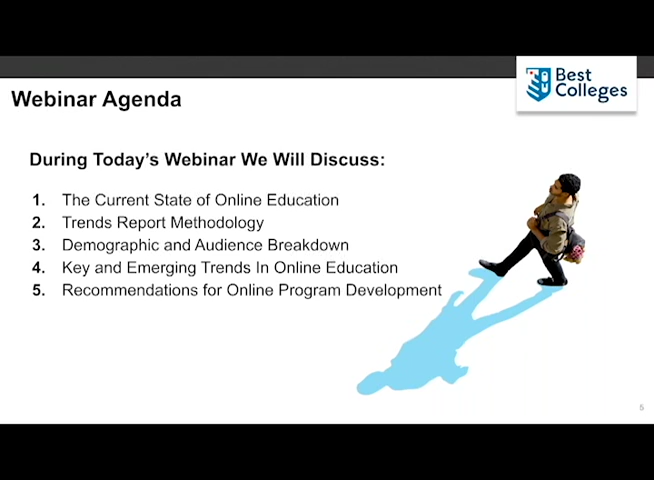 Best
Colleges
Webinar Agenda
During Today's Webinar We Will Discuss:
1. The Current State of Online Education
2. Trends Report Methodology
3. Demographic and Audience Breakdown
4. Key and Emerging Trends In Online Education
5. Recommendations for Online Program Development
5